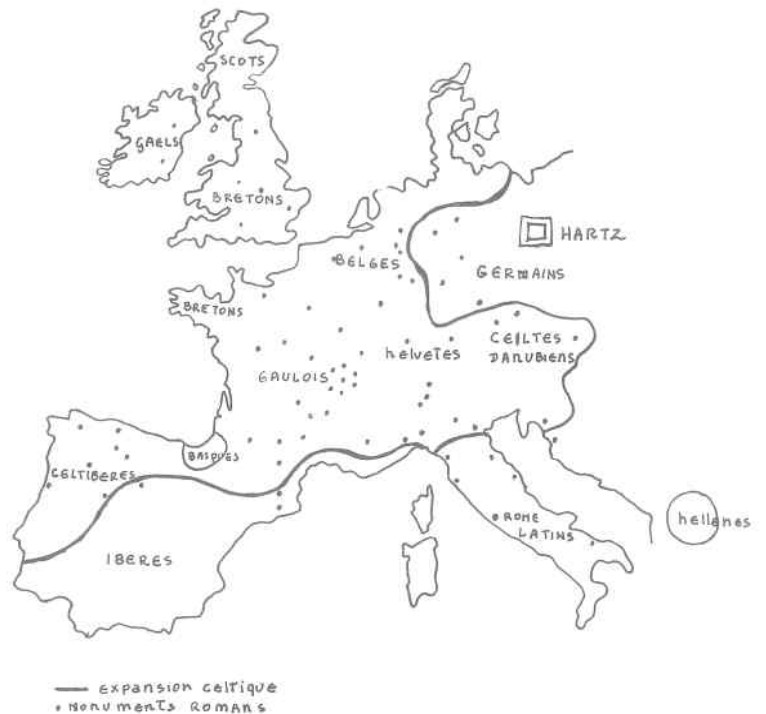 SCOTS
GAELS
BRETONS
HARTZ
BELGES
GERMAINS
BRETONS
CELTES
DANUBIENS
helvetes
GAULOIS
BASQUES
CELTIBERES
ROME
LATINS
hellenes
IBERES
expansion celtique
MONUMENTS ROMANS